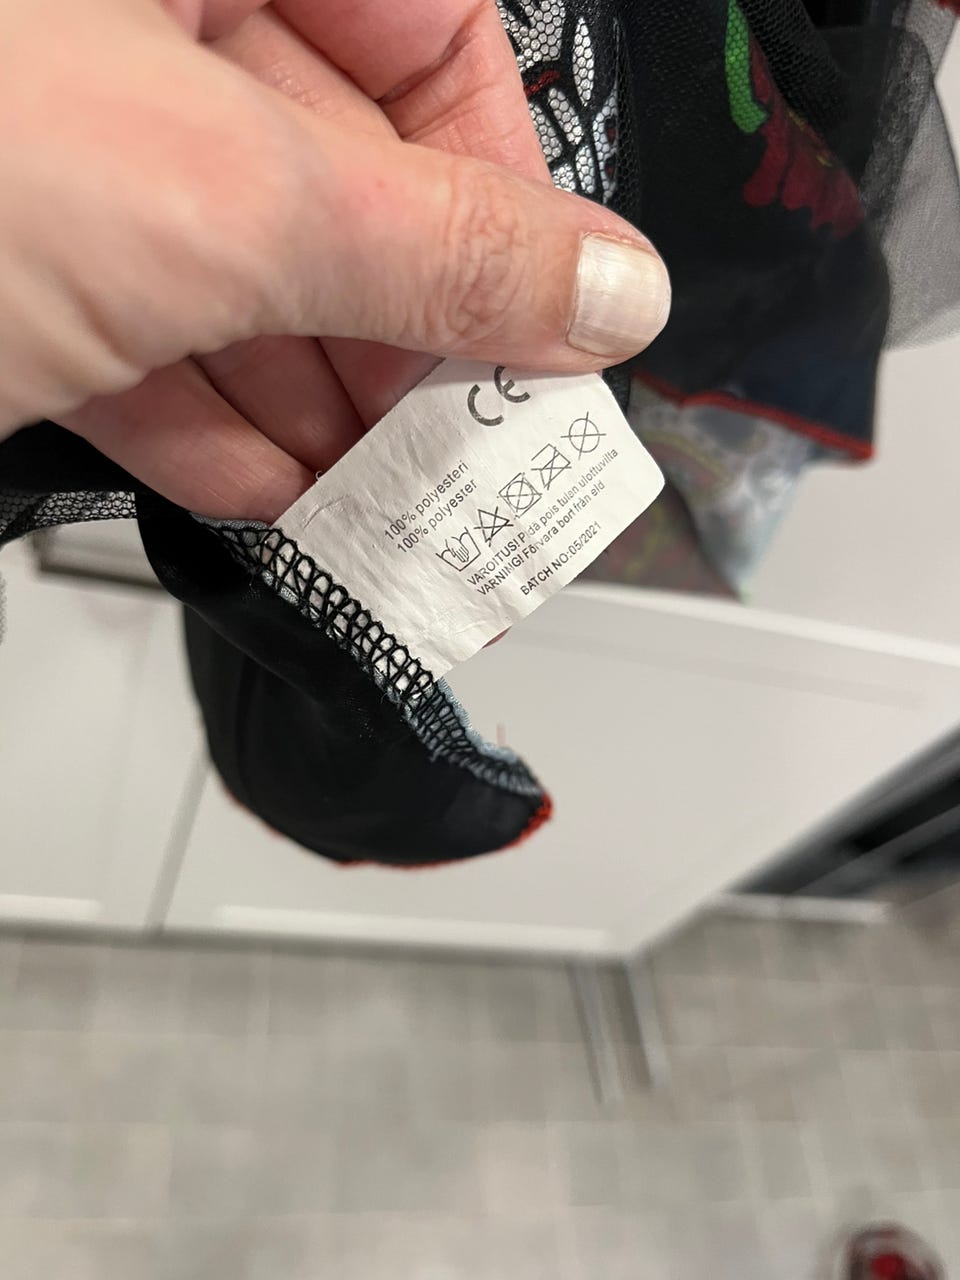 CE
100% polyesteri
100% polyester
VAROITUS! Pidä pois tulen ulottuvilta
VARNING! Förvara bort från eld
BATCH NO:05/2021